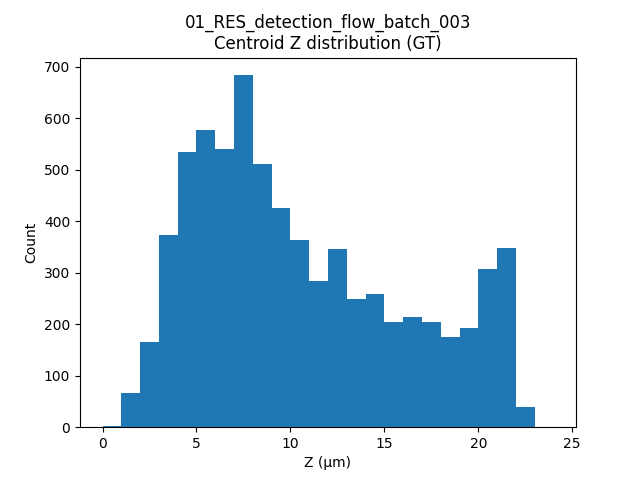 01_RES_detection_flow_batch_003
Centroid Z distribution (GT)
700
600
500
400
300
200
100
0
Count
0 5 10 15 20 25
Z (μm)